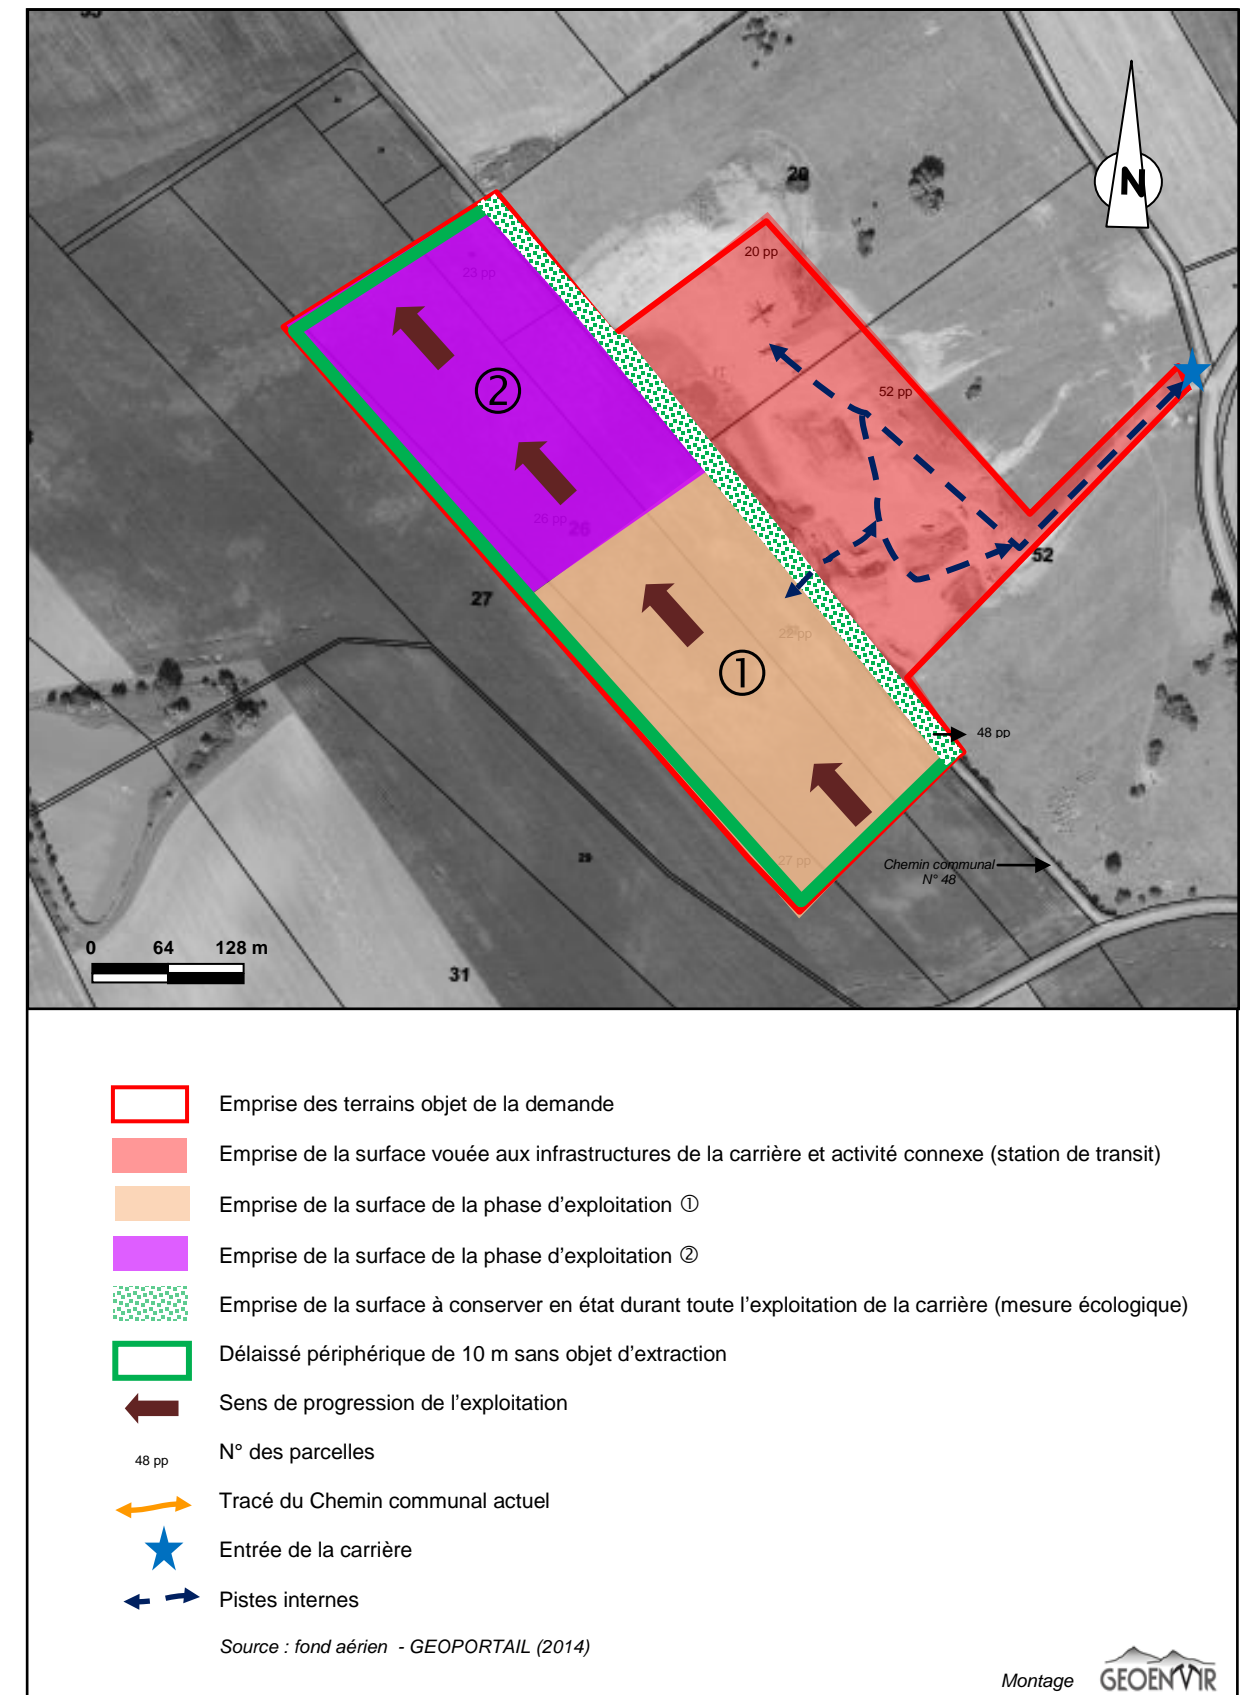 N
20
20 pp
23 pp
52 pp
②
26 pp 26
52
27
22 pp
①
48 pp
27 pp
29
Chemin communal
N° 48
0 64 128 m
31
Emprise des terrains objet de la demande
Emprise de la surface vouée aux infrastructures de la carrière et activité connexe (station de transit)
Emprise de la surface de la phase d'exploitation ①
Emprise de la surface de la phase d'exploitation ②
Emprise de la surface à conserver en état durant toute l'exploitation de la carrière (mesure écologique)
Délaissé périphérique de 10 m sans objet d'extraction
Sens de progression de l'exploitation
48 pp N° des parcelles
Tracé du Chemin communal actuel
Entrée de la carrière
Pistes internes
Source : fond aérien - GEOPORTAIL (2014)
Montage GEOENVIR